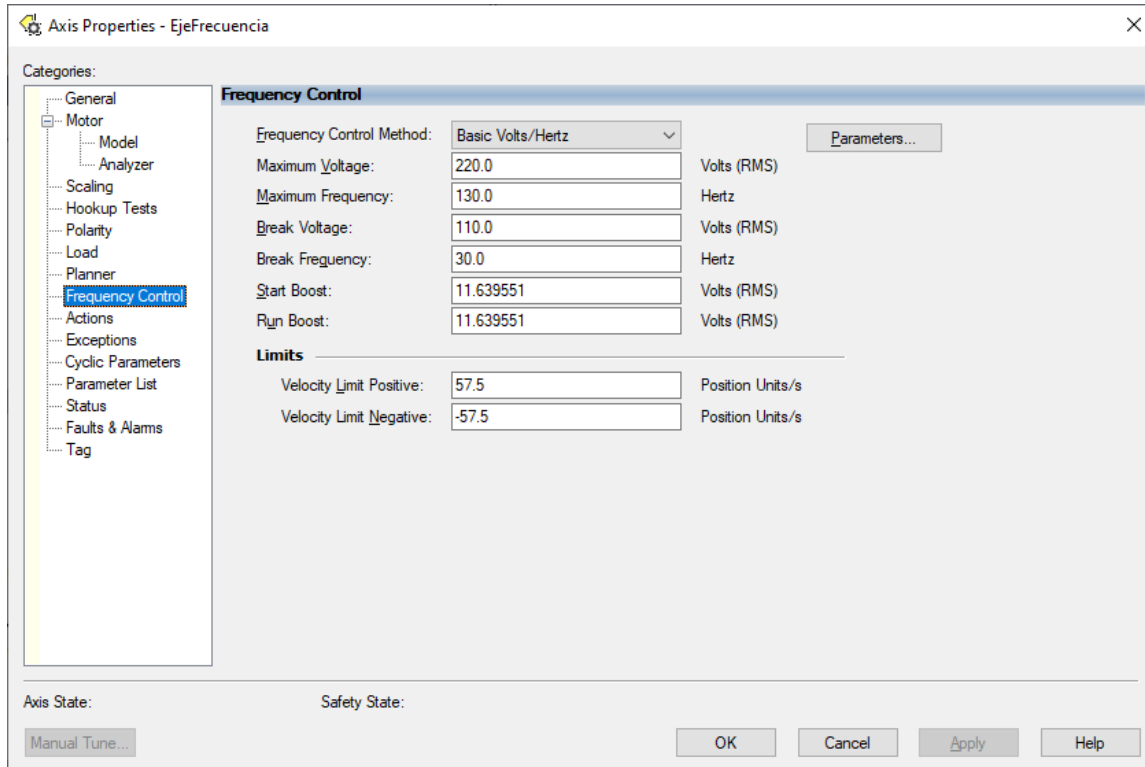 Axis Properties - EjeFrecuencia
Categories:
General
Motor
Model
Analyzer
Scaling
Hookup Tests
Polarity
Load
Planner
Frequency Control
Actions
Exceptions
Cyclic Parameters
Parameter List
Status
Faults & Alarms
Tag
Frequency Control
Frequency Control Method: Basic Volts/Hertz Parameters...
Maximum Voltage: 220.0 Volts (RMS)
Maximum Frequency: 130.0 Hertz
Break Voltage: 110.0 Volts (RMS)
Break Frequency: 30.0 Hertz
Start Boost: 11.639551 Volts (RMS)
Run Boost: 11.639551 Volts (RMS)
Limits
Velocity Limit Positive: 57.5 Position Units/s
Velocity Limit Negative: -57.5 Position Units/s
Axis State: Safety State:
Manual Tune... OK Cancel Apply Help